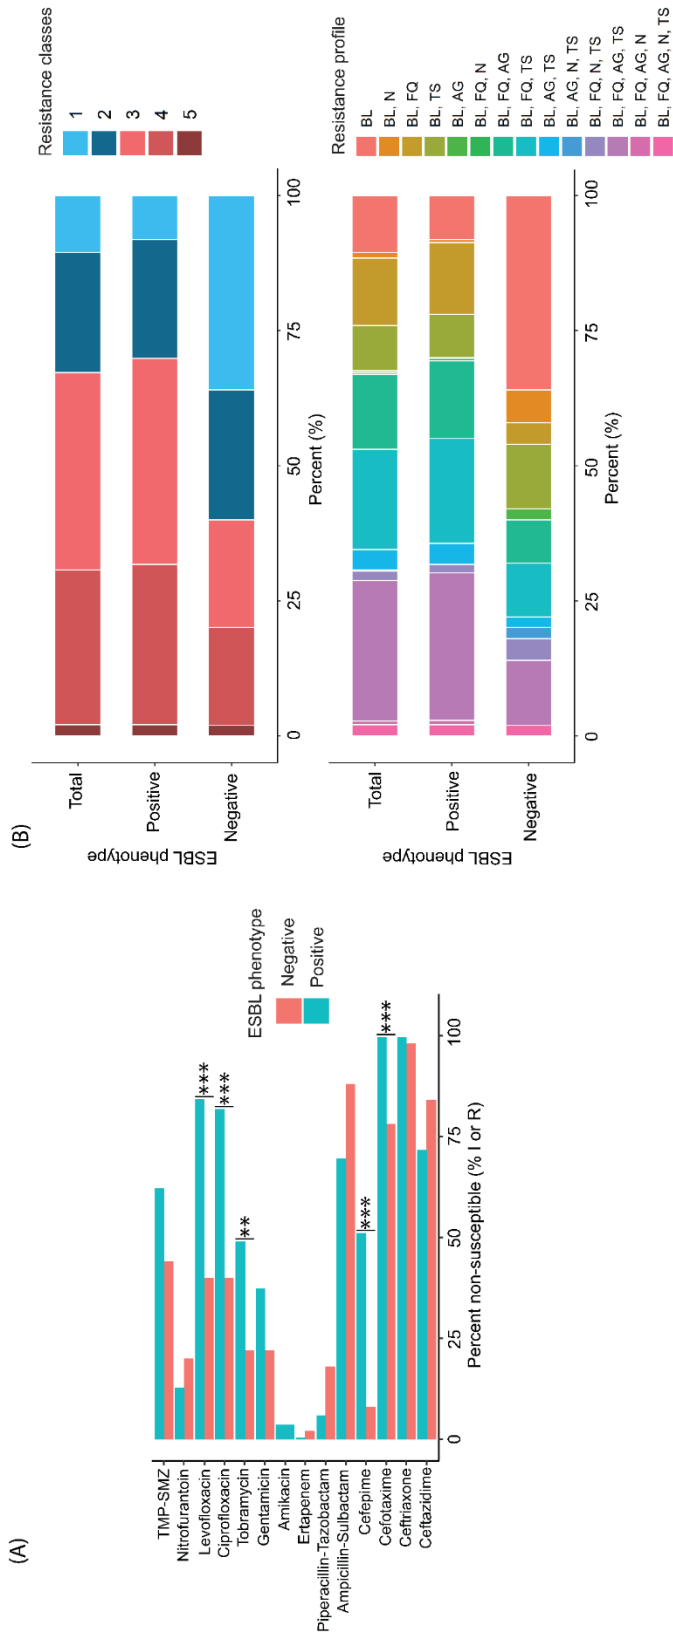 (A)
TMP-SMZ
Nitrofurantoin
Levofloxacin
Ciprofloxacin
Tobramycin
Gentamicin
Amikacin
Ertapenem
Piperacillin-Tazobactam
Ampicillin-Sulbactam
Cefepime
Cefotaxime
Ceftriaxone
Ceftazidime
***
***
**
***
***
0 25 50 75 100
Percent non-susceptible (% I or R)
ESBL phenotype
Negative
Positive
(B)
ESBL phenotype
Total
Positive
Negative
0 25 50 75 100
Percent (%)
Resistance classes
1
2
3
4
5
ESBL phenotype
Total
Positive
Negative
0 25 50 75 100
Percent (%)
Resistance profile
BL
BL, N
BL, FQ
BL, TS
BL, AG
BL, FQ, N
BL, FQ, AG
BL, FQ, TS
BL, AG, TS
BL, AG, N, TS
BL, FQ, N, TS
BL, FQ, AG, TS
BL, FQ, AG, N
BL, FQ, AG, N, TS